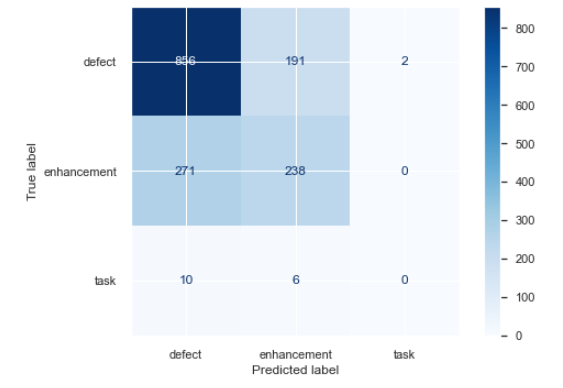 defect
enhancement
task
True label
856 191 2
271 238 0
10 6 0
defect enhancement task
Predicted label
800
700
600
500
400
300
200
100
0